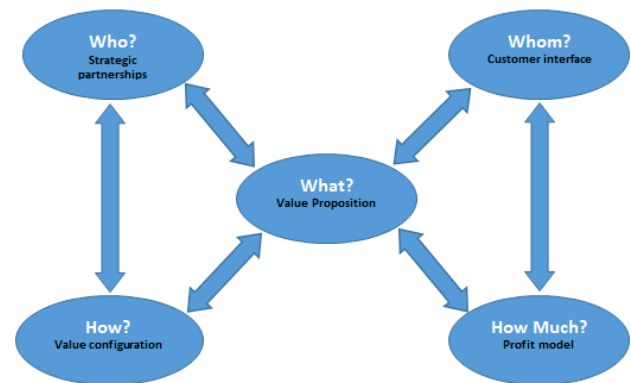 Who?
Strategic
partnerships
Whom?
Customer interface
What?
Value Proposition
How?
Value configuration
How Much?
Profit model